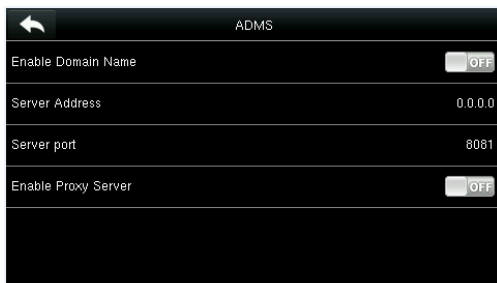 ADMS
Enable Domain Name OFF
Server Address 0.0.0.0
Server port 8081
Enable Proxy Server OFF